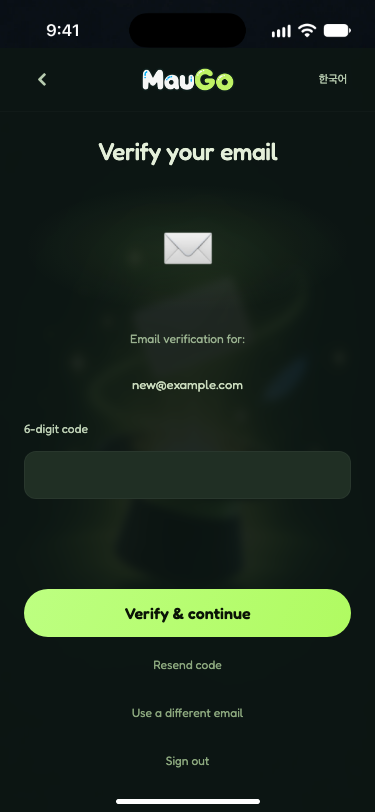 9:41
MauGo
한국어
Verify your email
Email verification for:
new@example.com
6-digit code
Verify & continue
Resend code
Use a different email
Sign out